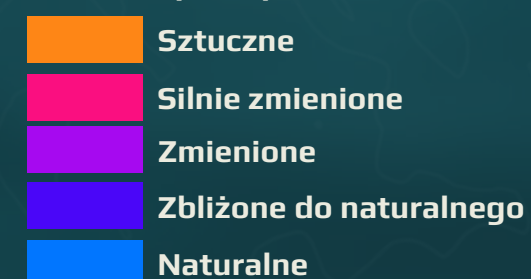 Sztuczne
Silnie zmienione
Zmienione
Zbliżone do naturalnego
Naturalne